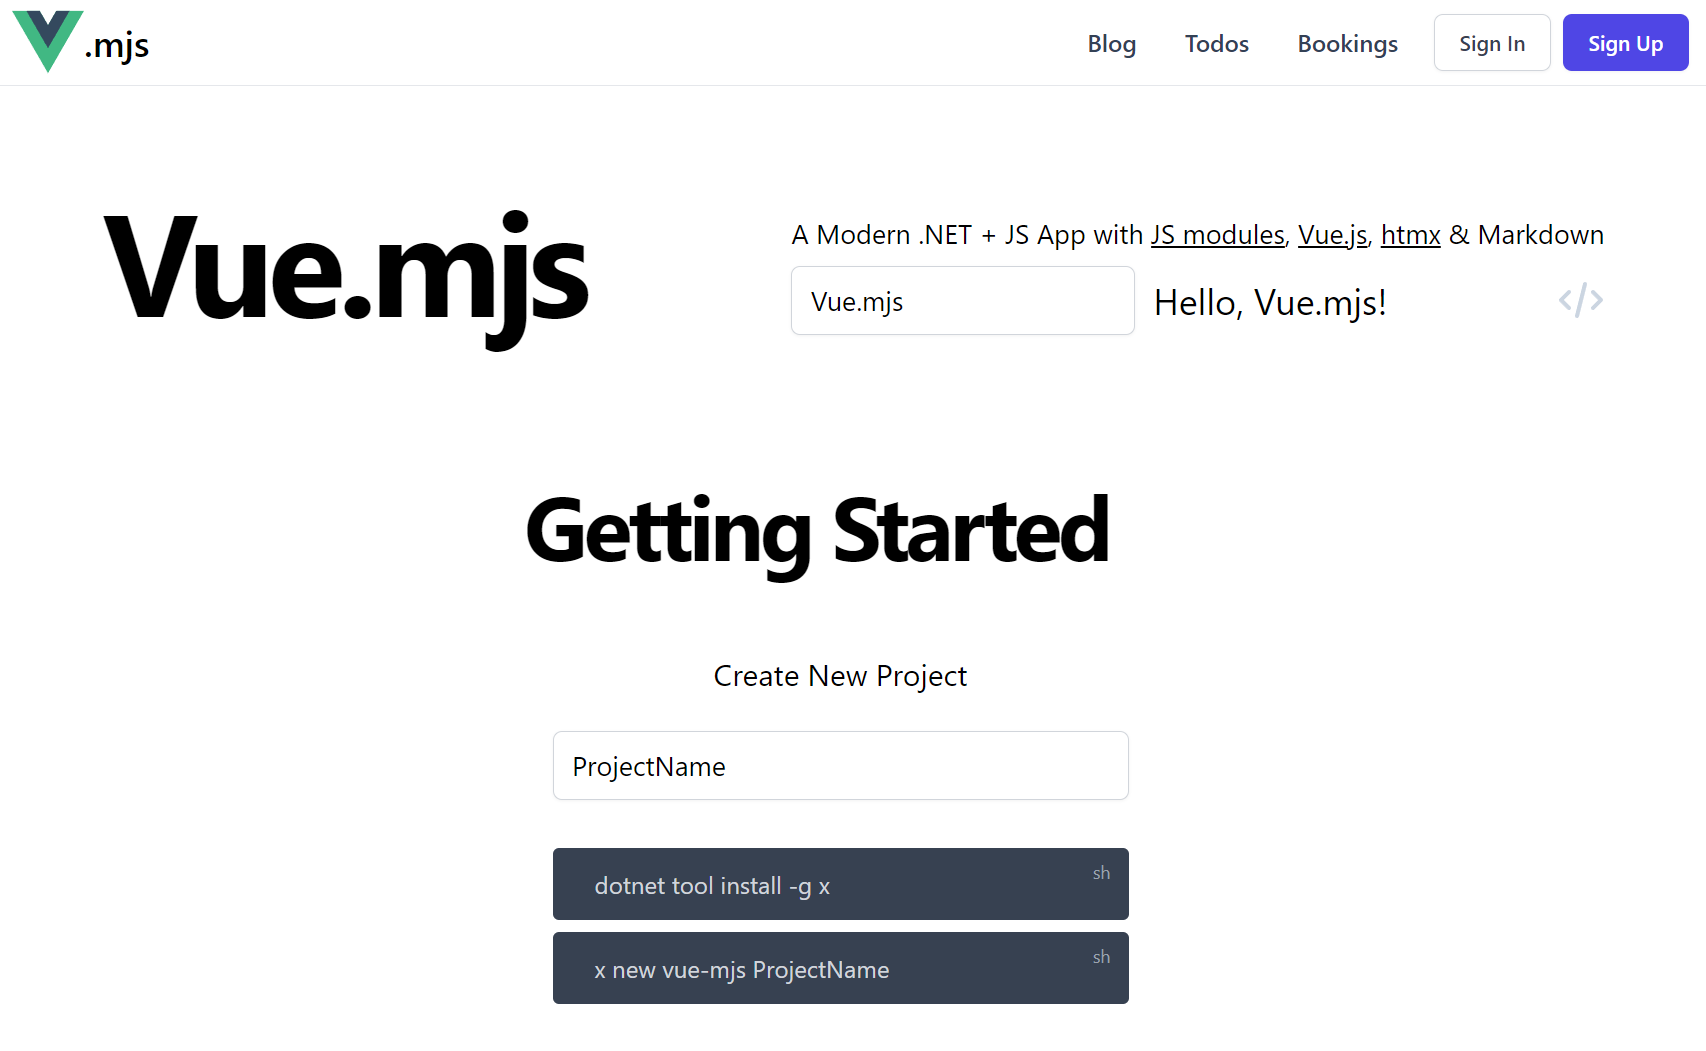 .mjs
Blog Todos Bookings Sign In Sign Up
Vue.mjs
A Modern .NET + JS App with JS modules, Vue.js, htmx & Markdown
Vue.mjs
Hello, Vue.mjs!
</>
Getting Started
Create New Project
ProjectName
dotnet tool install -g x
sh
x new vue-mjs ProjectName
sh